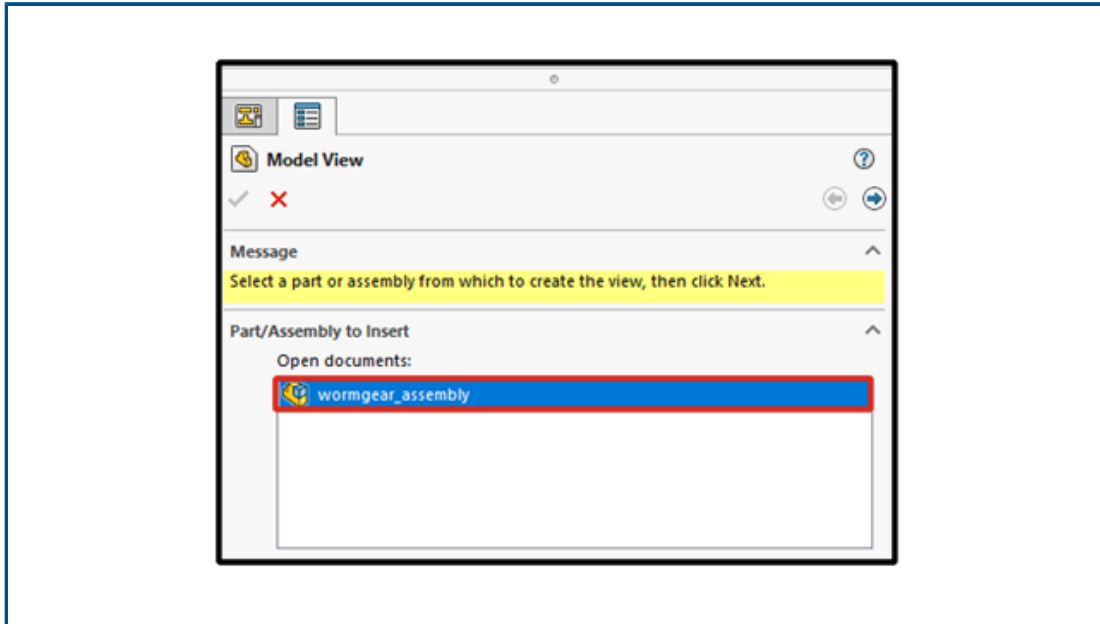 Model View
Message
Select a part or assembly from which to create the view, then click Next.
Part/Assembly to Insert
Open documents:
wormgear_assembly